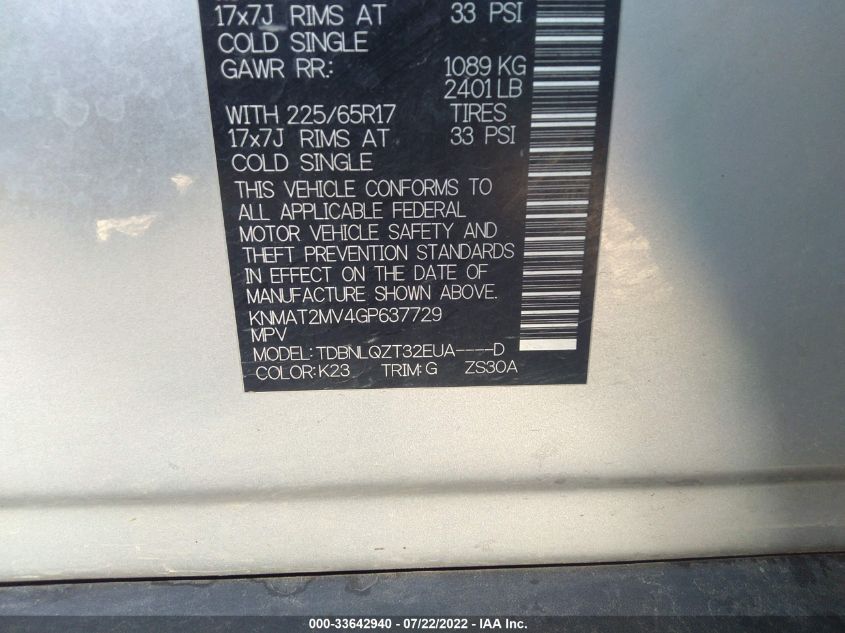 17x7J RIMS AT 33 PSI
COLD SINGLE
GAWR RR: 1089 KG
2401 LB
WITH 225/65R17 TIRES
17x7J RIMS AT 33 PSI
COLD SINGLE
THIS VEHICLE CONFORMS TO
ALL APPLICABLE FEDERAL
MOTOR VEHICLE SAFETY AND
THEFT PREVENTION STANDARDS
IN EFFECT ON THE DATE OF
MANUFACTURE SHOWN ABOVE.
KNMAT2MV4GP637729
MPV
MODEL: TDBNLQZT32EUA----D
COLOR:K23 TRIM:G ZS30A
000-33642940 - 07/22/2022 - IAA Inc.